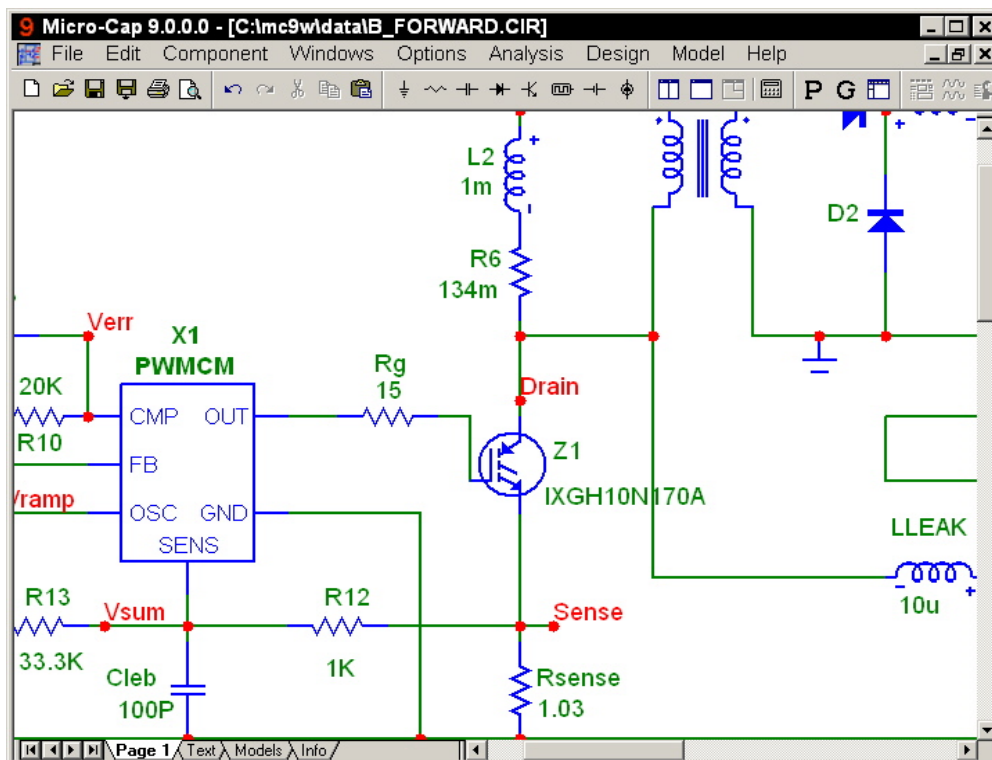 9 Micro-Cap 9.0.0.0 - [C:\mc9w\data\B_FORWARD.CIR]
File Edit Component Windows Options Analysis Design Model Help
P G
L2
1m
D2
R6
134m
Verr
X1
PWMCM
Rg
15
Drain
20K
R10
CMP OUT
FB
Z1
IXGH10N170A
Vramp
OSC GND
SENS
LLEAK
10u
R13
Vsum
R12
Sense
33.3K
1K
Cleb
100P
Rsense
1.03
Page 1 Text Models Info